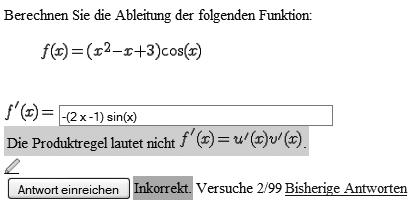 Berechnen Sie die Ableitung der folgenden Funktion:
f(x)=(x²−x+3)cos(x)
f′(x)= -(2 x -1) sin(x)
Die Produktregel lautet nicht f′(x)=u′(x)v′(x).
Antwort einreichen Inkorrekt. Versuche 2/99 Bisherige Antworten